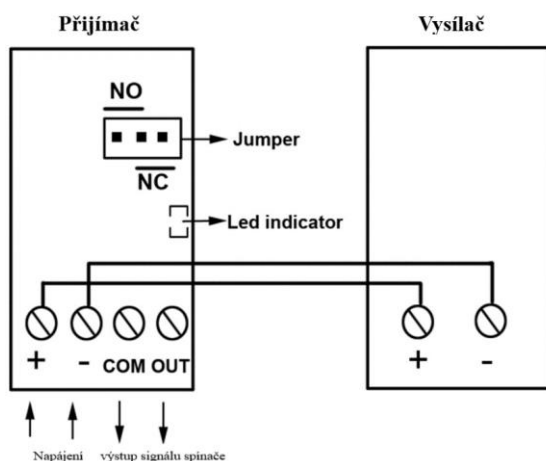 Přijímač Vysílač
NO
Jumper
NC
Led indicator
+ - COM OUT + -
Napájení výstup signálu spínače